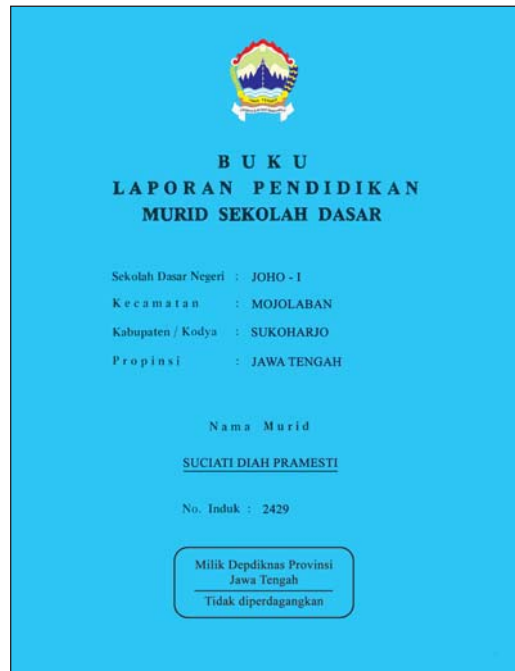 BUKU
LAPORAN PENDIDIKAN
MURID SEKOLAH DASAR
Sekolah Dasar Negeri : JOHO - I
Kecamatan : MOJOLABAN
Kabupaten / Kodya : SUKOHARJO
Propinsi : JAWA TENGAH
Nama Murid
SUCIATI DIAH PRAMESTI
No. Induk : 2429
Milik Depdiknas Provinsi
Jawa Tengah
Tidak diperdagangkan